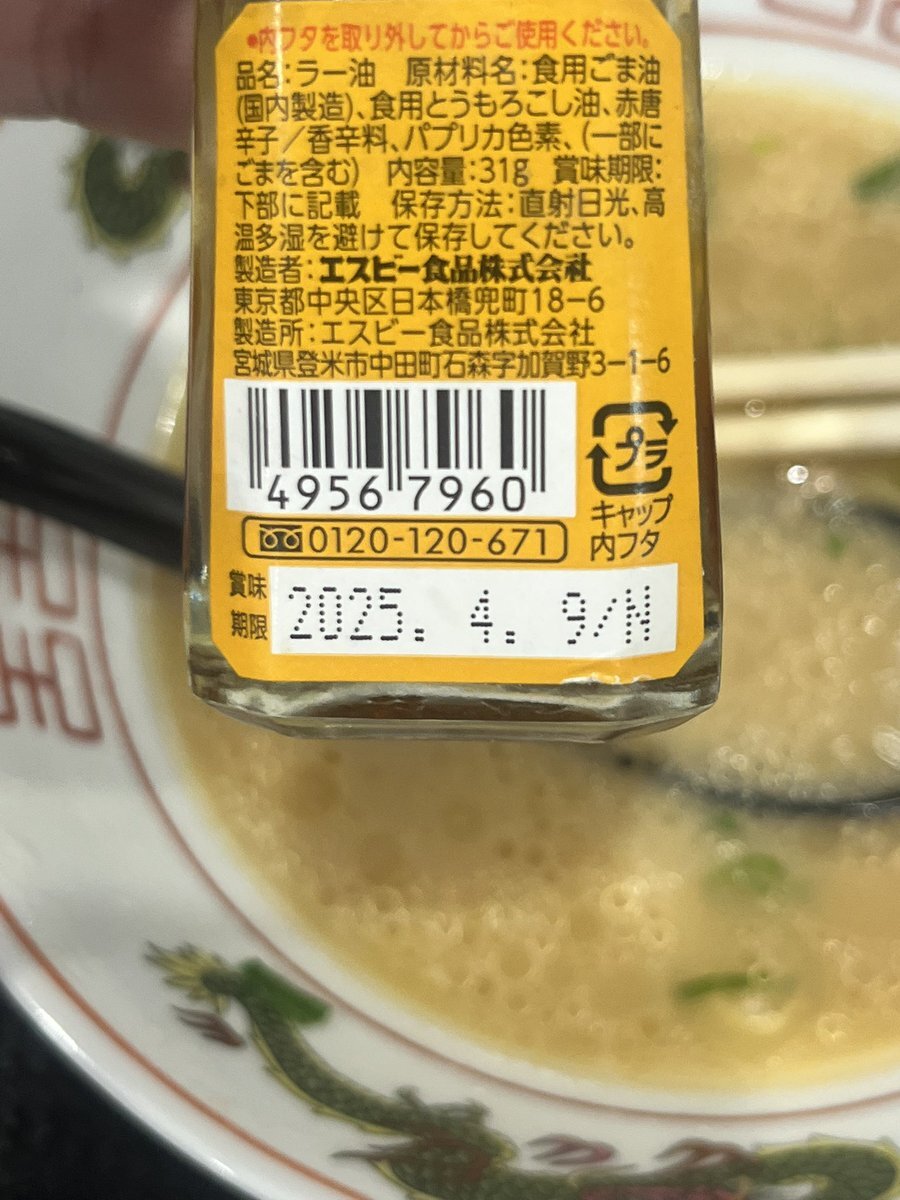 •内フタを取り外してからご使用ください。
品名:ラー油 原材料名:食用ごま油
(国内製造)、食用とうもろこし油、赤唐
辛子／香辛料、パプリカ色素、(一部に
ごまを含む) 内容量:31g 賞味期限:
下部に記載 保存方法:直射日光、高
温多湿を避けて保存してください。
製造者:エスビー食品株式会社
東京都中央区日本橋兜町18-6
製造所:エスビー食品株式会社
宮城県登米市中田町石森字加賀野3-1-6
4956 7960
プラ
キャップ
内フタ
0120-120-671
賞味
期限
2025. 4. 9/N